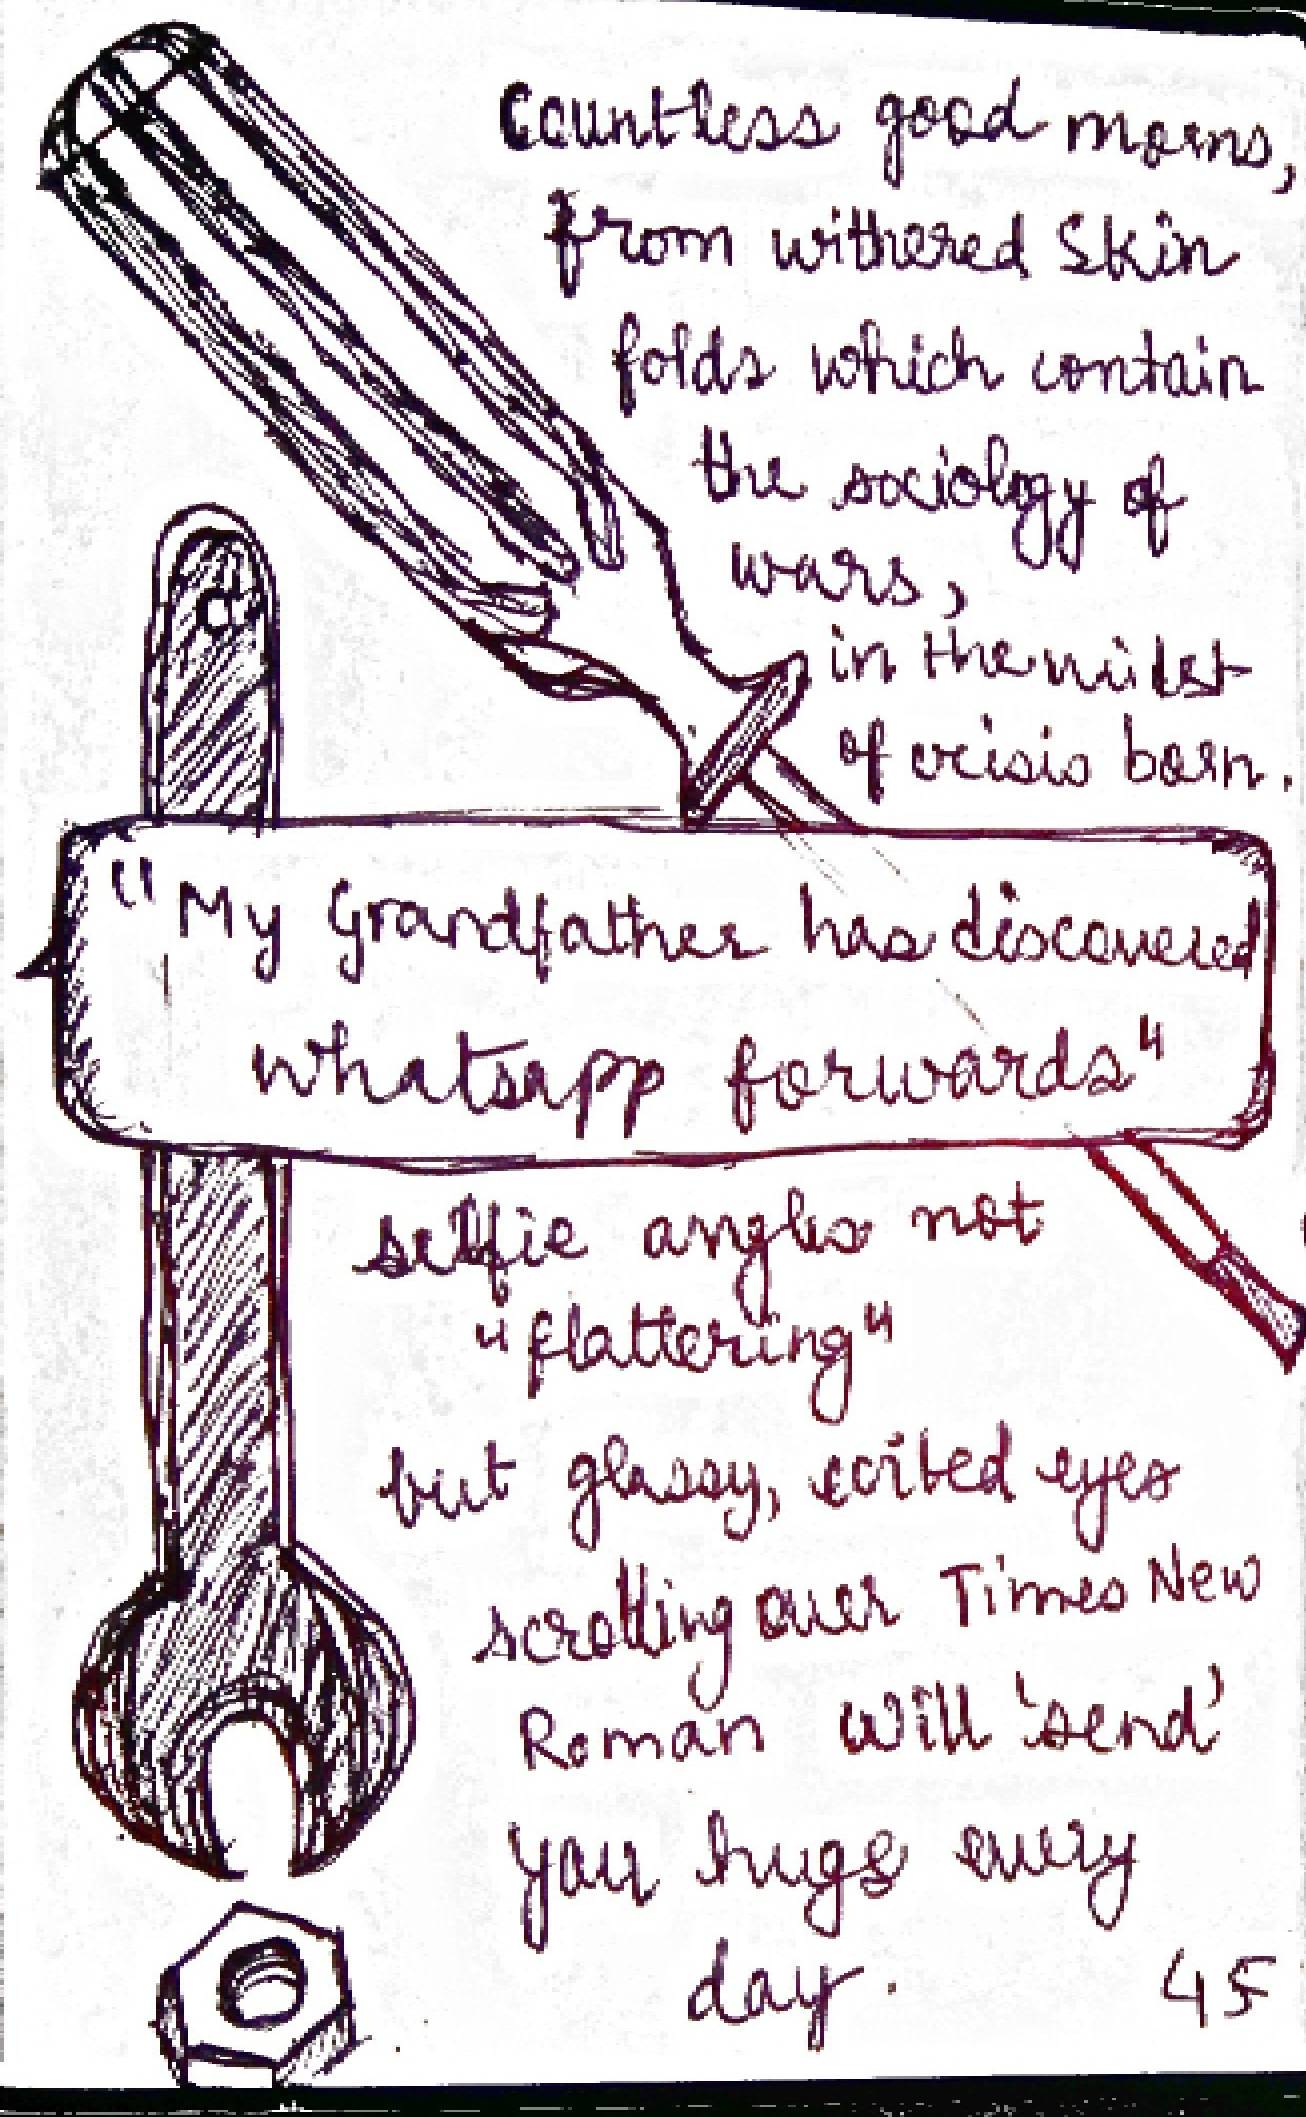 Countless good morns,
from withered Skin
folds which contain
the sociology of
wars,
in the midst
of crisis born.
"My Grandfather has discovered
whatsapp forwards"
selfie angles not
"flattering"
but glassy, eyes
scrolling over Times New
Roman will 'send'
you hugs every
day.
45